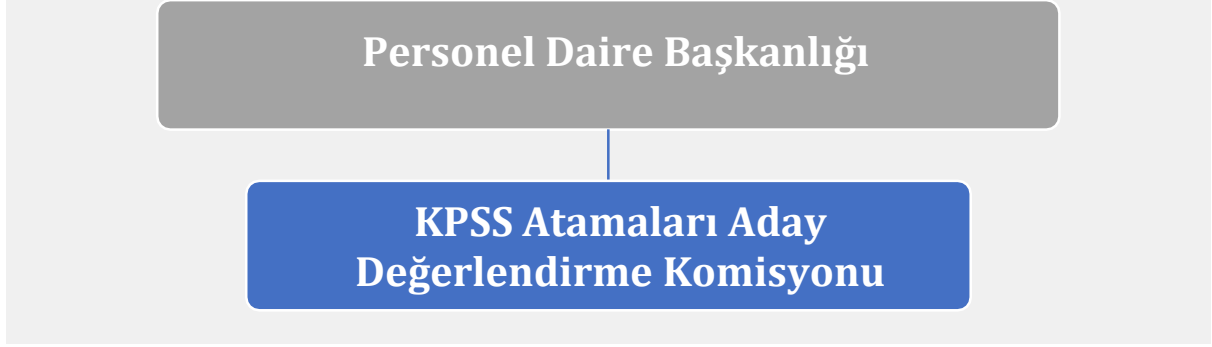 Personel Daire Başkanlığı
KPSS Atamaları Aday
Değerlendirme Komisyonu